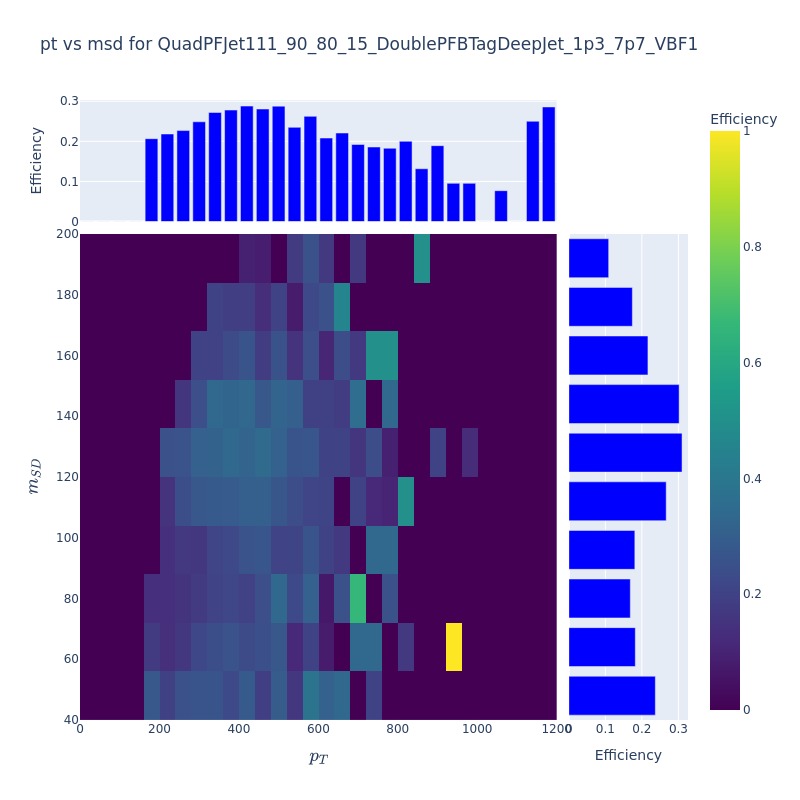 pt vs msd for QuadPFJet111_90_80_15_DoublePFBTagDeepJet_1p3_7p7_VBF1
Efficiency
0.3
0.2
0.1
0
Efficiency
1
0.8
0.6
0.4
0.2
0
m_SD
200
180
160
140
120
100
80
60
40
0 200 400 600 800 1000 1200
p_T
0 0.1 0.2 0.3
Efficiency